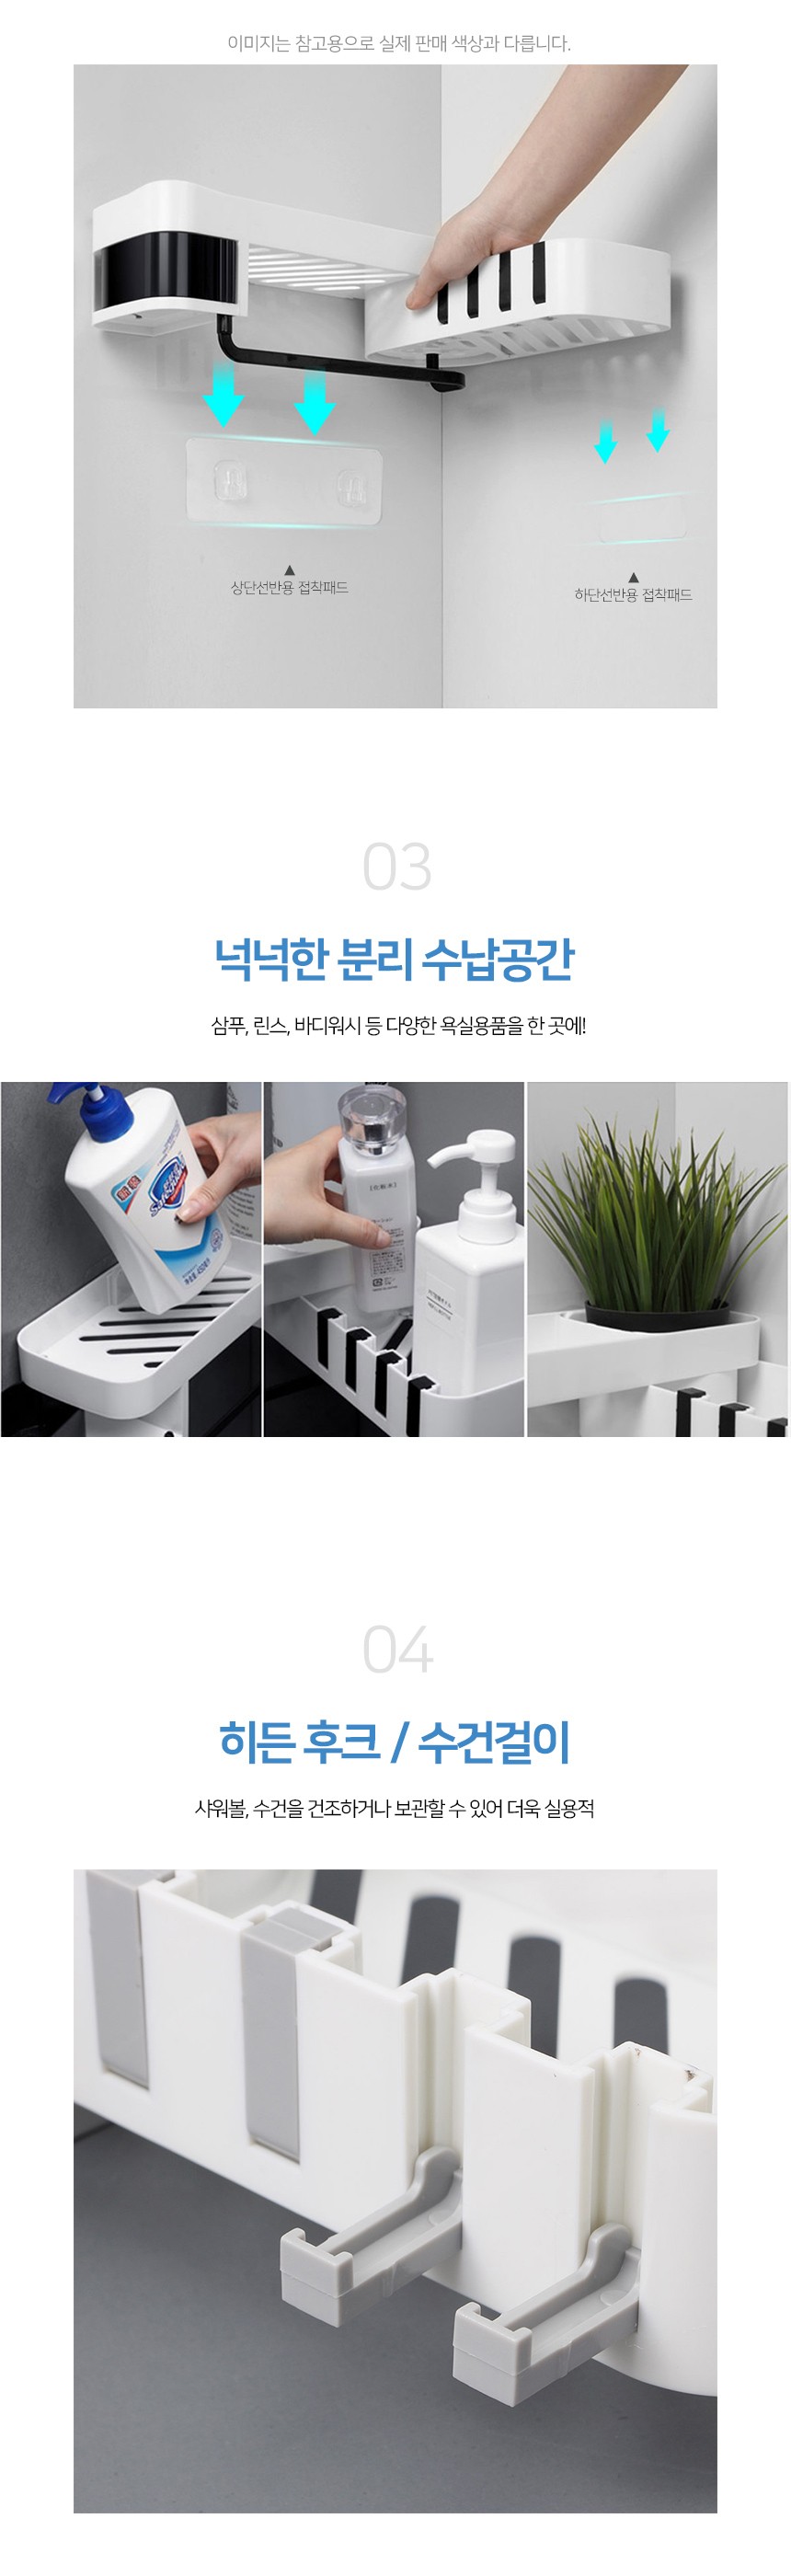 이미지는 참고용으로 실제 판매 색상과 다릅니다.
▲
상단선반용 접착패드
▲
하단선반용 접착패드
03
넉넉한 분리 수납공간
삼푸, 린스, 바디워시 등 다양한 욕실용품을 한 곳에!
04
히든 후크 / 수건걸이
샤워볼, 수건을 건조하거나 보관할 수 있어 더욱 실용적